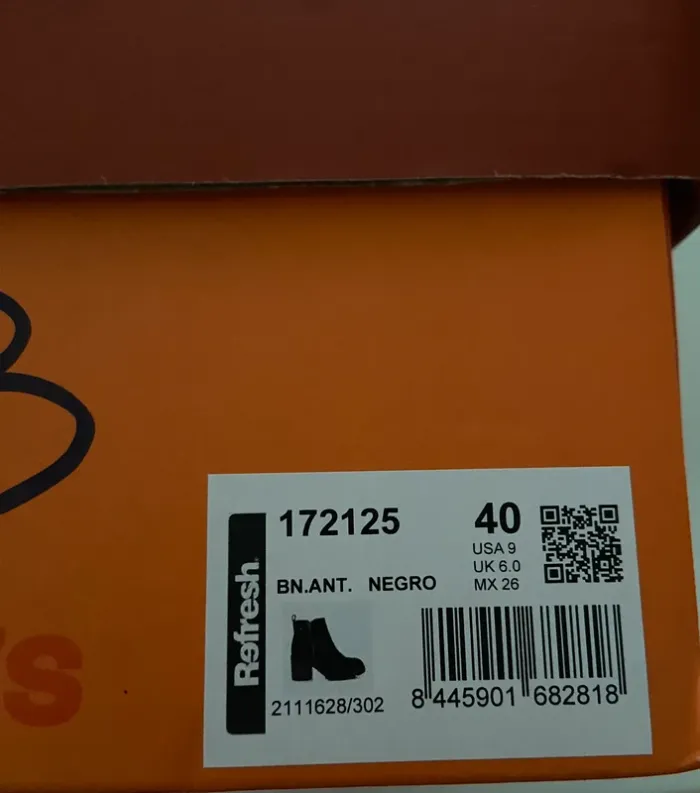 172125
40
USA 9
UK 6.0
MX 26
BN.ANT. NEGRO
Refresh
2111628/302
8 445901 682818
's